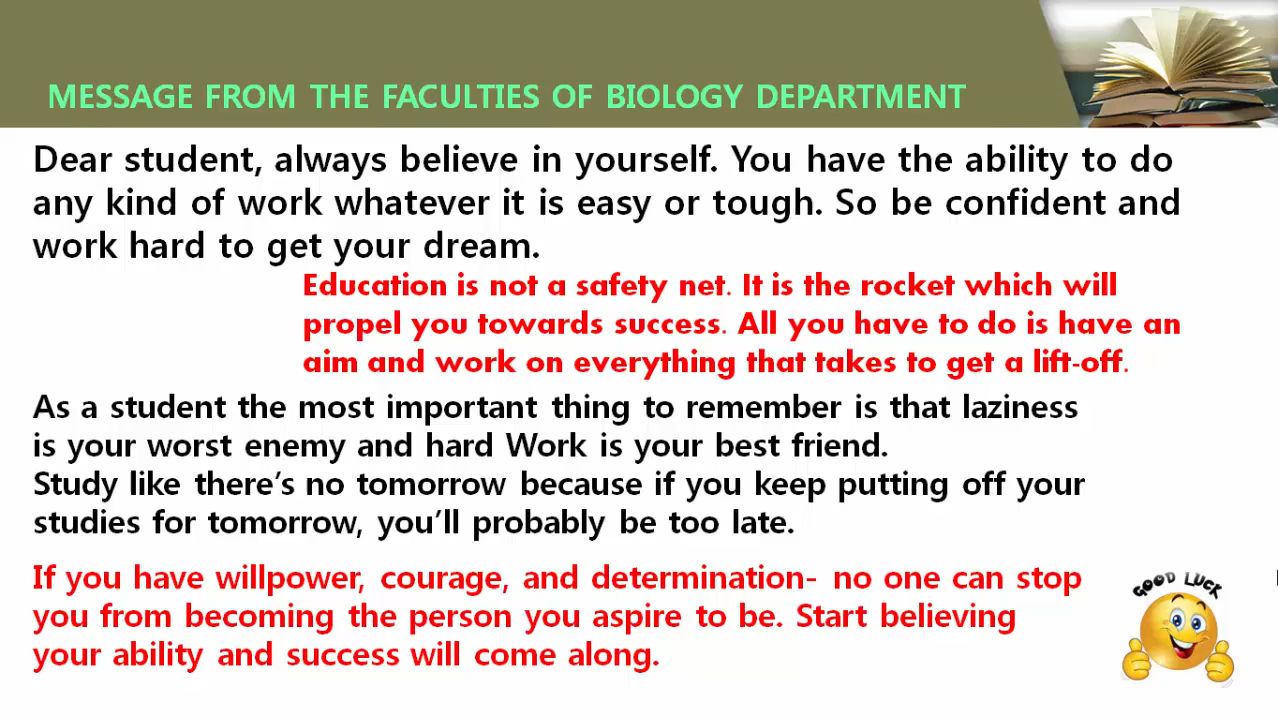 MESSAGE FROM THE FACULTIES OF BIOLOGY DEPARTMENT
Dear student, always believe in yourself. You have the ability to do
any kind of work whatever it is easy or tough. So be confident and
work hard to get your dream.
Education is not a safety net. It is the rocket which will
propel you towards success. All you have to do is have an
aim and work on everything that takes to get a lift-off.
As a student the most important thing to remember is that laziness
is your worst enemy and hard Work is your best friend.
Study like there's no tomorrow because if you keep putting off your
studies for tomorrow, you'll probably be too late.
If you have willpower, courage, and determination- no one can stop
you from becoming the person you aspire to be. Start believing
your ability and success will come along.
GOOD LUCK